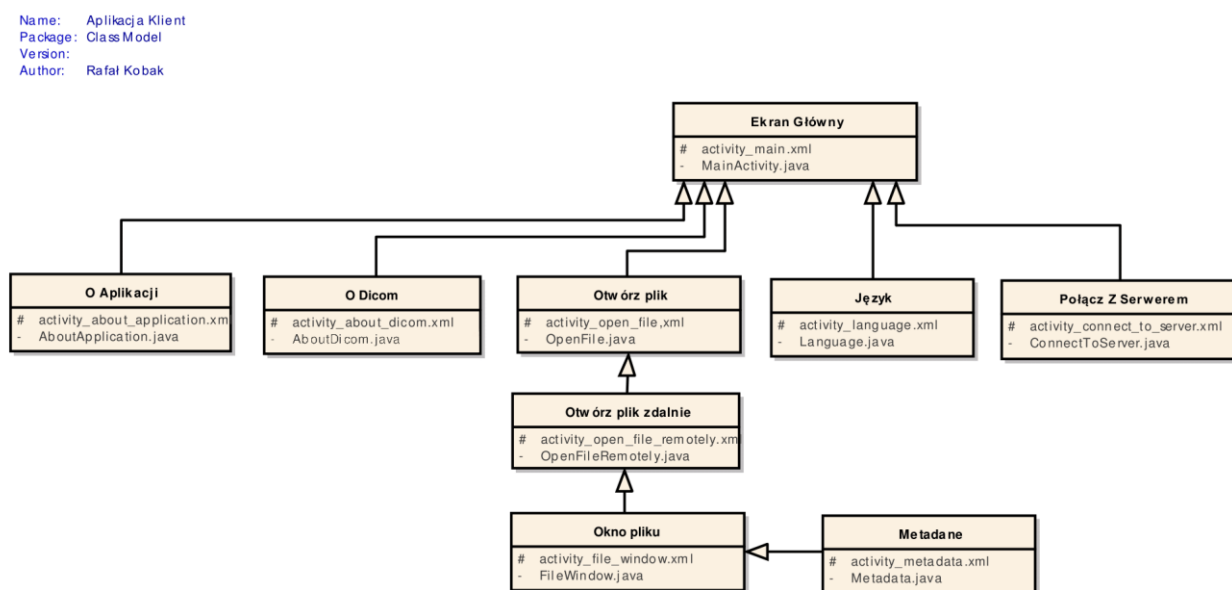 Name: Aplikacja Klient
Package: Class Model
Version:
Author: Rafał Kobak
Ekran Główny
# activity_main.xml
- MainActivity.java
O Aplikacji
# activity_about_application.xm
- AboutApplication.java
O Dicom
# activity_about_dicom.xml
- AboutDicom.java
Otwórz plik
# activity_open_file,xml
- OpenFile.java
Język
# activity_language.xml
- Language.java
Połącz Z Serwerem
# activity_connect_to_server.xml
- ConnectToServer.java
Otwórz plik zdalnie
# activity_open_file_remotely.xml
- OpenFileRemotely.java
Okno pliku
# activity_file_window.xml
- FileWindow.java
Metadane
# activity_metadata.xml
- Metadata.java